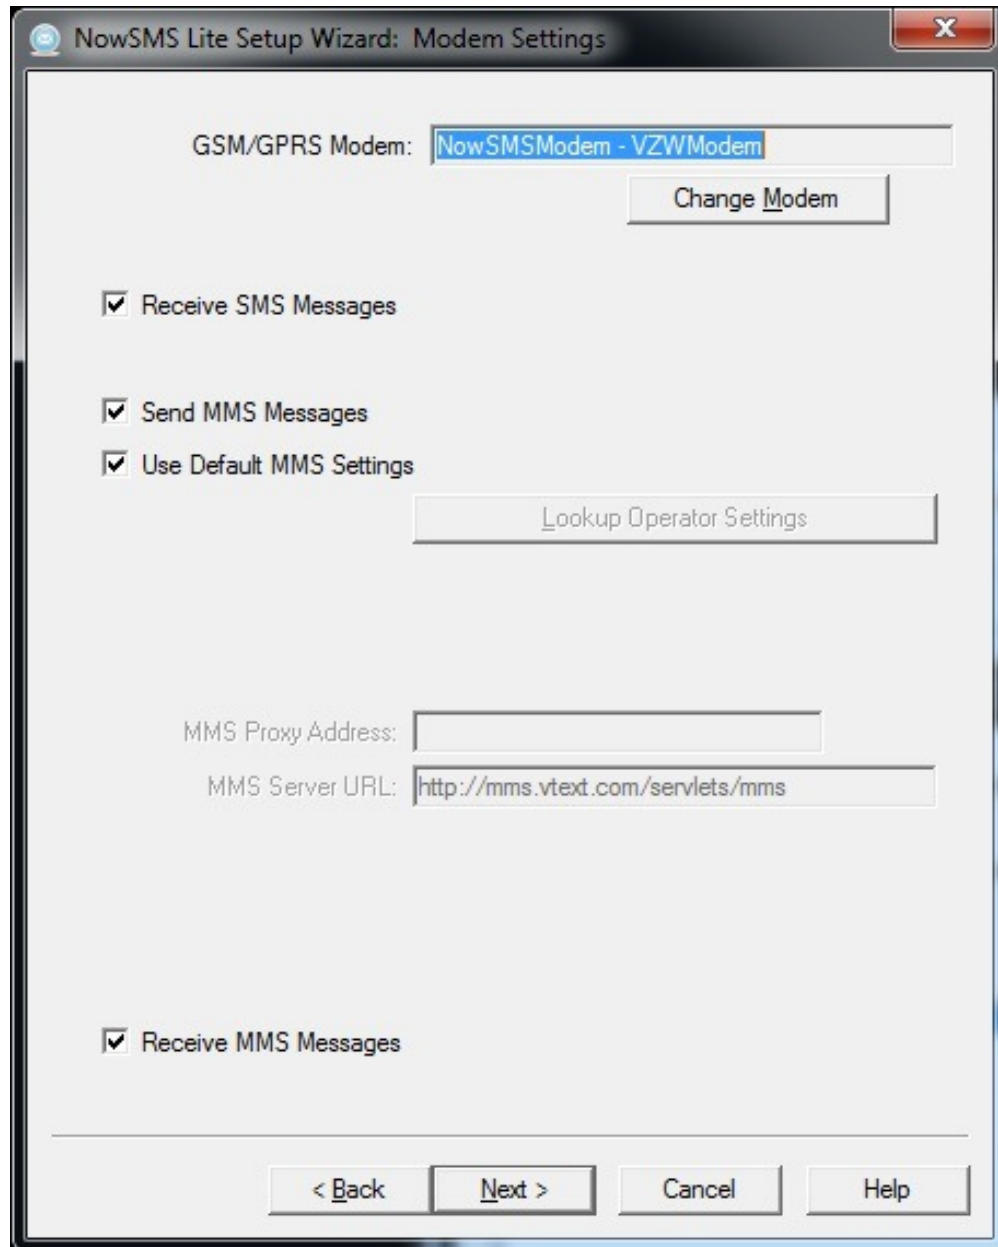 NowSMS Lite Setup Wizard: Modem Settings
GSM/GPRS Modem: NowSMSModem - VZWModem
Change Modem
Receive SMS Messages
Send MMS Messages
Use Default MMS Settings
Lookup Operator Settings
MMS Proxy Address:
MMS Server URL: http://mms.vtext.com/servlets/mms
Receive MMS Messages
< Back Next > Cancel Help